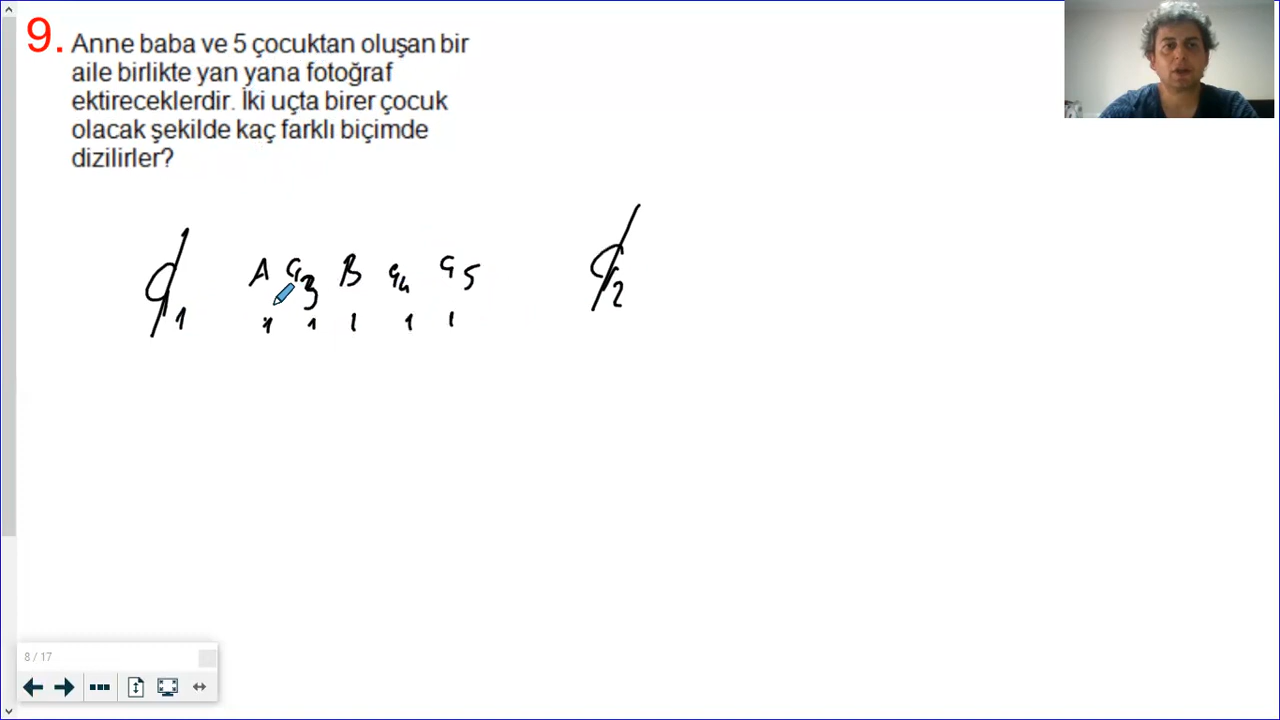 9. Anne baba ve 5 çocuktan oluşan bir
aile birlikte yan yana fotoğraf
ektireceklerdir. İki uçta birer çocuk
olacak şekilde kaç farklı biçimde
dizilirler?
Ç1 A Ç3 B Ç4 Ç5 Ç2
1 1 1 1 1
8 / 17